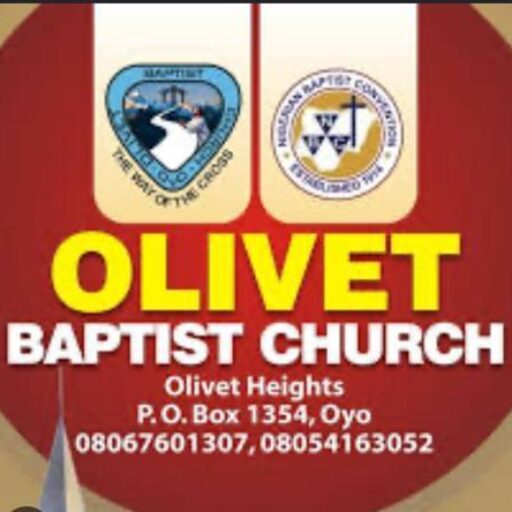 BAPTIST
THE WAY OF THE CROSS
NIGERIAN BAPTIST CONVENTION
N
B C
ESTABLISHED 1914
OLIVET
BAPTIST CHURCH
Olivet Heights
P. O. Box 1354, Oyo
08067601307, 08054163052